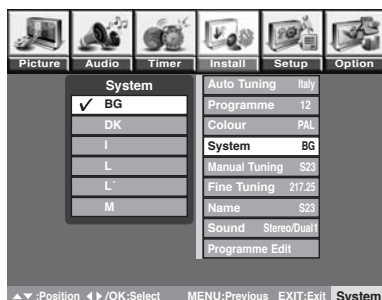 Picture Audio Timer Install Setup Option
System
✓ BG
DK
I
L
L´
M
Auto Tuning Italy
Programme 12
Colour PAL
System BG
Manual Tuning S23
Fine Tuning 217.25
Name S23
Sound Stereo/Dual1
Programme Edit
▲▼ :Position ◀▶/OK:Select MENU:Previous EXIT:Exit System